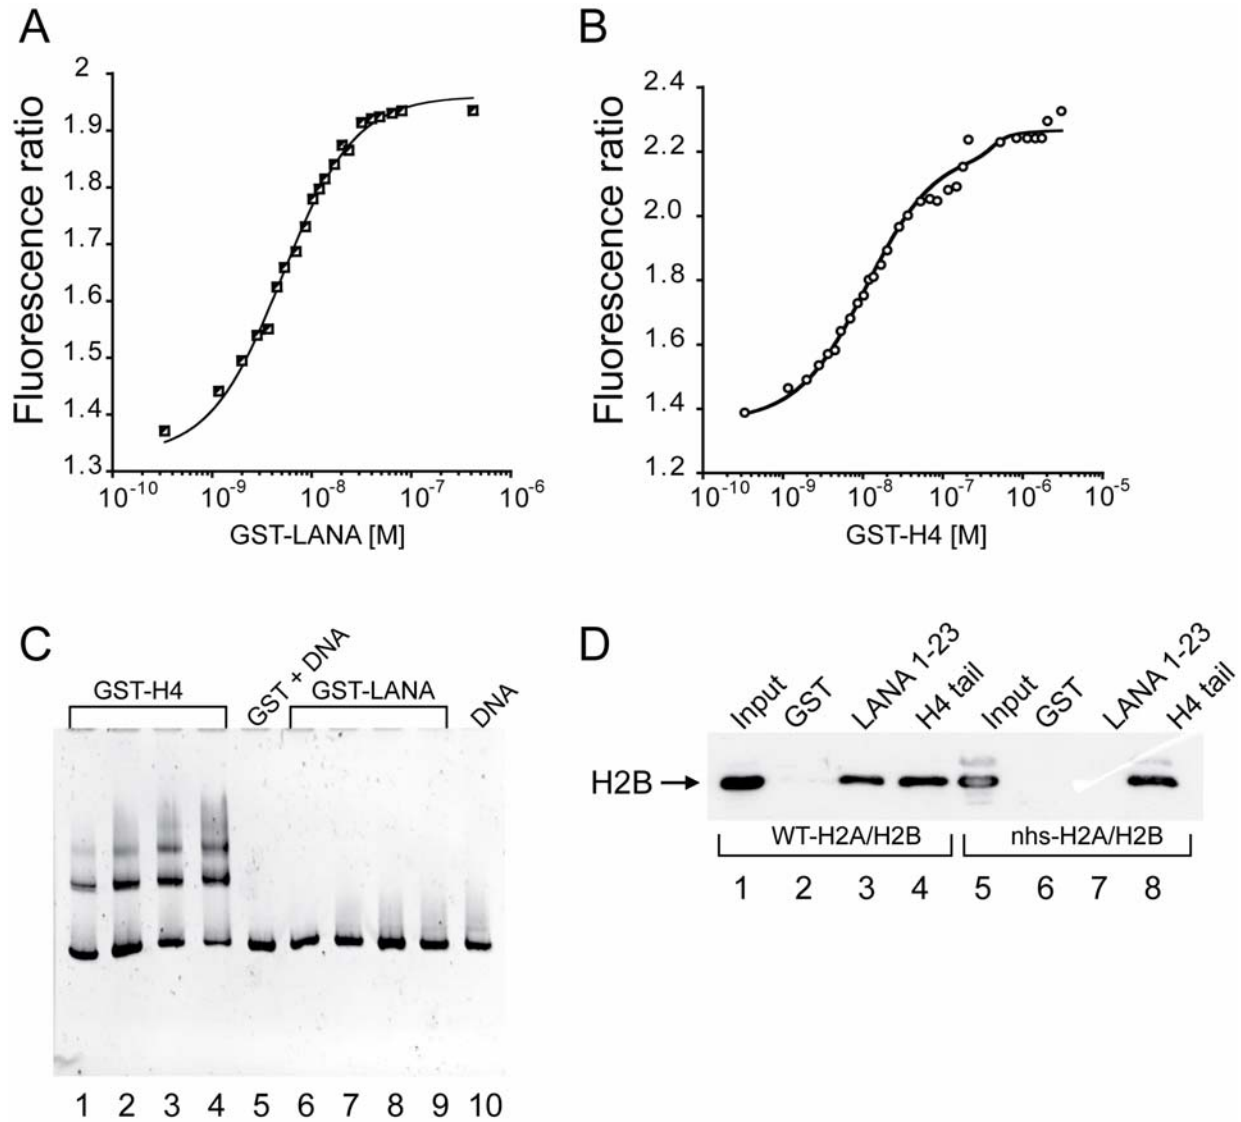 A
Fluorescence ratio
2
1.9
1.8
1.7
1.6
1.5
1.4
1.3
10-10 10-9 10-8 10-7 10-6
GST-LANA [M]
B
Fluorescence ratio
2.4
2.2
2.0
1.8
1.6
1.4
1.2
10-10 10-9 10-8 10-7 10-6 10-5
GST-H4 [M]
C
GST-H4
GST + DNA
GST-LANA
DNA
1 2 3 4 5 6 7 8 9 10
D
Input GST LANA 1-23 H4 tail Input GST LANA 1-23 H4 tail
H2B
WT-H2A/H2B nhs-H2A/H2B
1 2 3 4 5 6 7 8